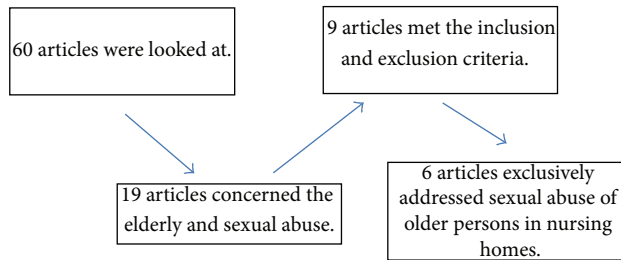 60 articles were looked at.
19 articles concerned the
elderly and sexual abuse.
9 articles met the inclusion
and exclusion criteria.
6 articles exclusively
addressed sexual abuse of
older persons in nursing
homes.